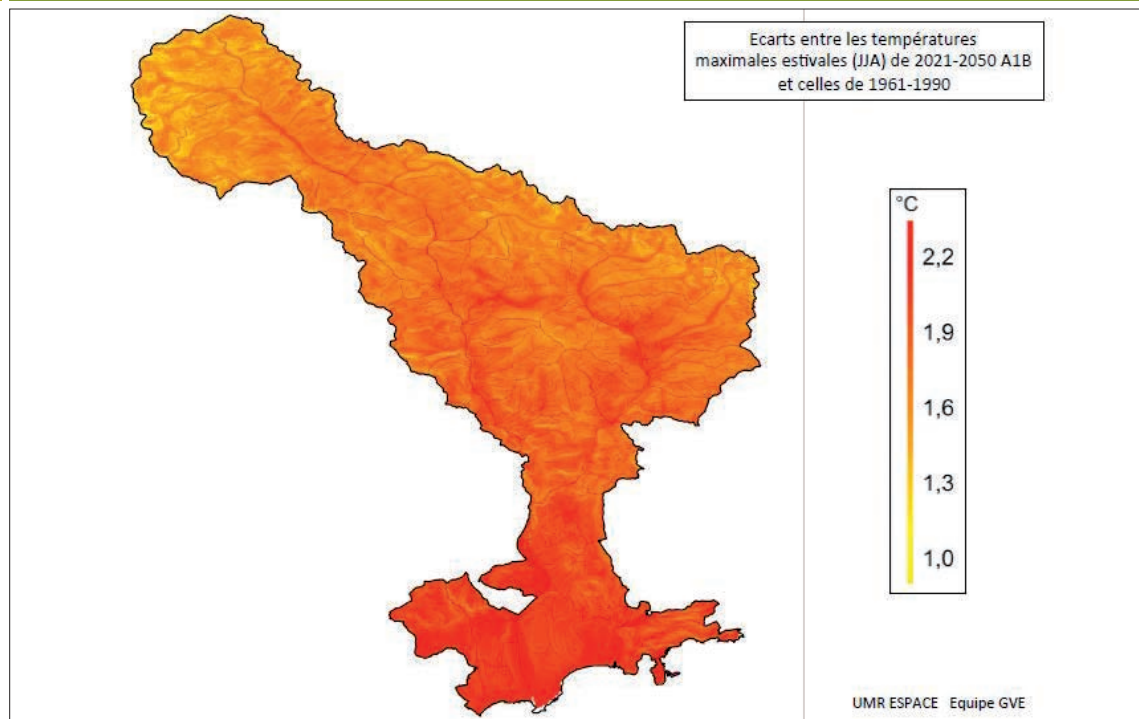 Ecarts entre les températures
maximales estivales (JJA) de 2021-2050 A1B
et celles de 1961-1990
°C
2,2
1,9
1,6
1,3
1,0
UMR ESPACE Equipe GVE